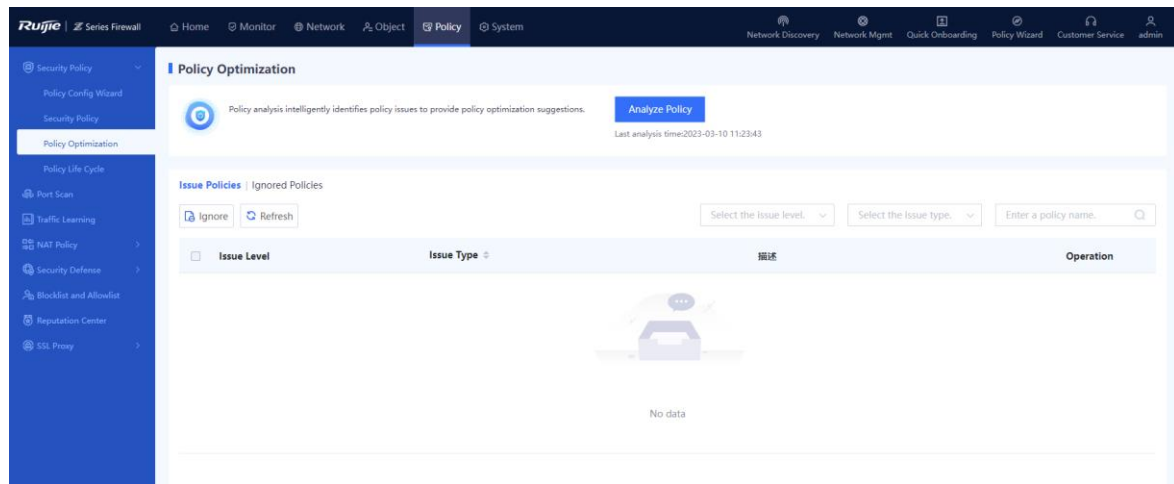 Ruijie | Z Series Firewall Home Monitor Network Object Policy System Network Discovery Network Mgmt Quick Onboarding Policy Wizard Customer Service admin
Security Policy
Policy Config Wizard
Security Policy
Policy Optimization
Policy Life Cycle
Port Scan
Traffic Learning
NAT Policy
Security Defense
Blocklist and Allowlist
Reputation Center
SSL Proxy
Policy Optimization
Policy analysis intelligently identifies policy issues to provide policy optimization suggestions. Analyze Policy
Last analysis time:2023-03-10 11:23:43
Issue Policies | Ignored Policies
Ignore Refresh Select the issue level. Select the issue type. Enter a policy name.
Issue Level Issue Type 描述 Operation
No data